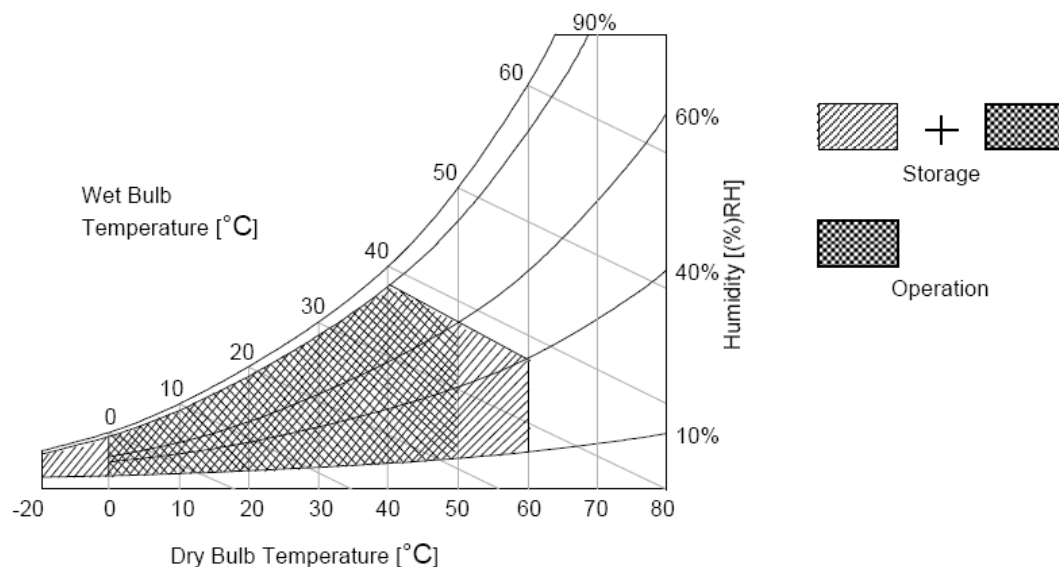 90%
60
60%
50
Wet Bulb
Temperature [°C]
40
40%
30
20
10
0
10%
Humidity [(%)RH]
-20 0 10 20 30 40 50 60 70 80
Dry Bulb Temperature [°C]
+
Storage
Operation